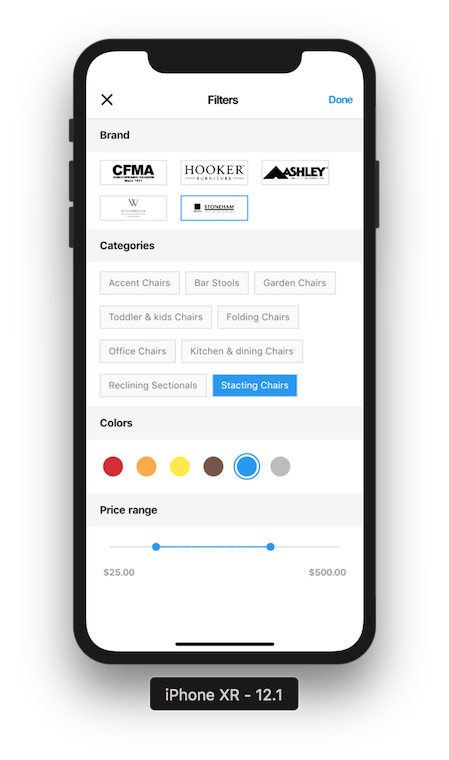 Filters
Done
Brand
CFMA
Since 1957
HOOKER
FURNITURE
ASHLEY
W
STONEHAM
Categories
Accent Chairs
Bar Stools
Garden Chairs
Toddler & kids Chairs
Folding Chairs
Office Chairs
Kitchen & dining Chairs
Reclining Sectionals
Stacting Chairs
Colors
Price range
$25.00
$500.00
iPhone XR - 12.1